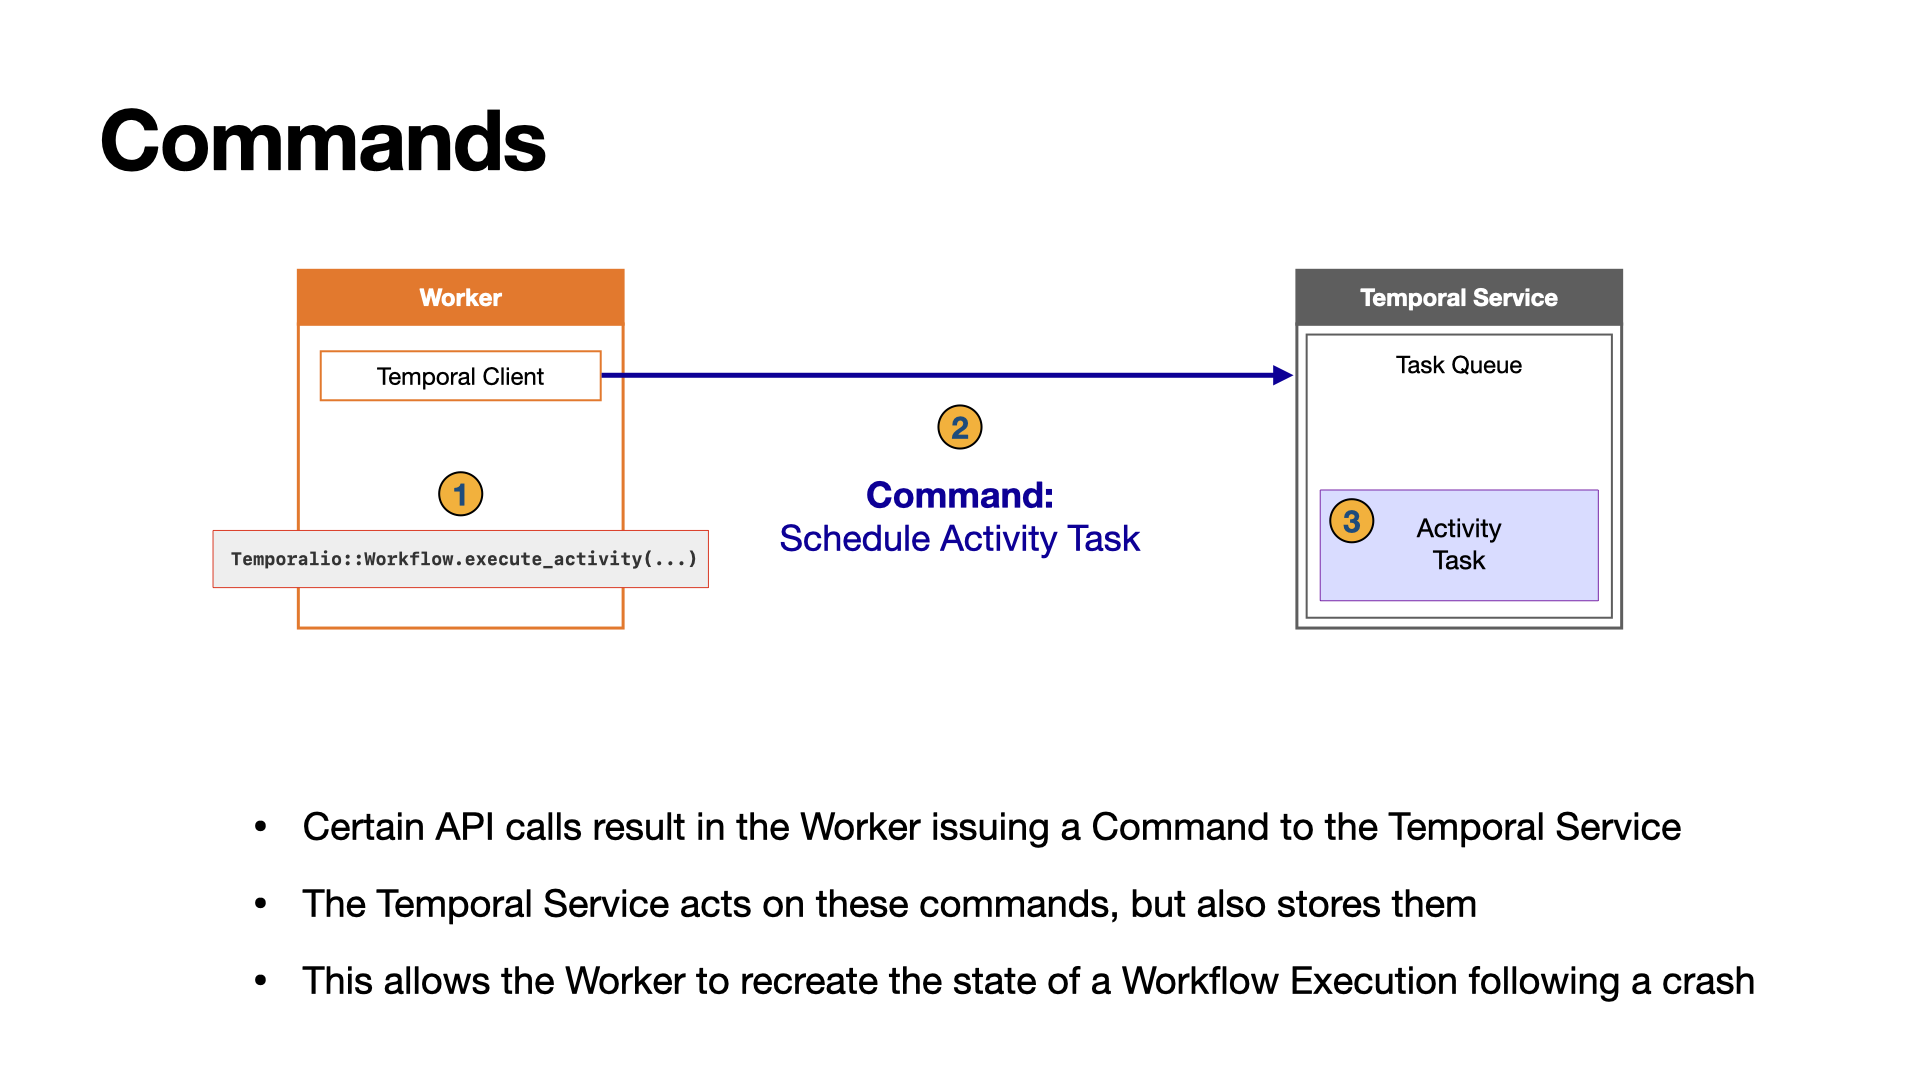 Commands
Worker
Temporal Client
1
Temporalio::Workflow.execute_activity(...)
2
Command:
Schedule Activity Task
Temporal Service
Task Queue
3
Activity
Task
• Certain API calls result in the Worker issuing a Command to the Temporal Service
• The Temporal Service acts on these commands, but also stores them
• This allows the Worker to recreate the state of a Workflow Execution following a crash